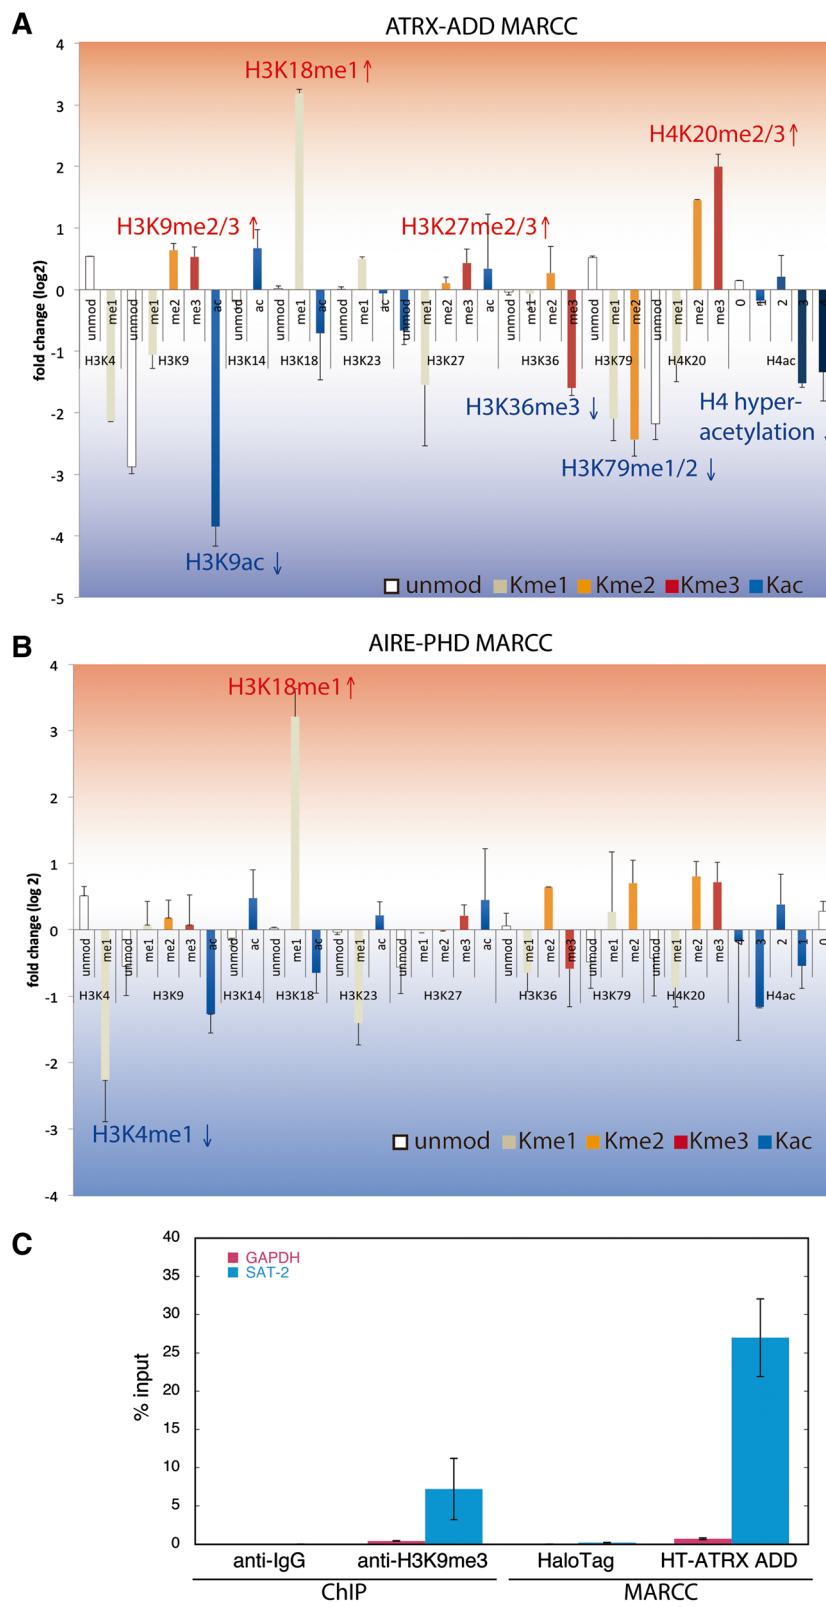 A
ATRX-ADD MARCC
4
3
2
1
0
-1
-2
-3
-4
-5
fold change (log2)
H3K18me1↑
H4K20me2/3↑
H3K9me2/3↑
H3K27me2/3↑
unmod me1 unmod me1 me2 me3 ac unmod ac unmod me1 ac unmod me1 ac unmod me1 me2 me3 ac unmod me1 me2 me3 unmod me1 me2 unmod me1 me2 me3 0 1 2 3
H3K4 H3K9 H3K14 H3K18 H3K23 H3K27 H3K36 H3K79 H4K20 H4ac
H3K36me3 ↓
H4 hyper-
acetylation
H3K79me1/2 ↓
H3K9ac ↓
unmod Kme1 Kme2 Kme3 Kac
B
AIRE-PHD MARCC
4
3
2
1
0
-1
-2
-3
-4
fold change (log 2)
H3K18me1↑
unmod me1 unmod me1 me2 me3 ac unmod ac unmod me1 ac unmod me1 ac unmod me1 me2 me3 ac unmod me1 me2 me3 unmod me1 me2 unmod me1 me2 me3 4 3 2 1 0
H3K4 H3K9 H3K14 H3K18 H3K23 H3K27 H3K36 H3K79 H4K20 H4ac
H3K4me1 ↓
unmod Kme1 Kme2 Kme3 Kac
C
40
35
30
25
20
15
10
5
0
% input
GAPDH
SAT-2
anti-IgG anti-H3K9me3 HaloTag HT-ATRX ADD
ChIP MARCC